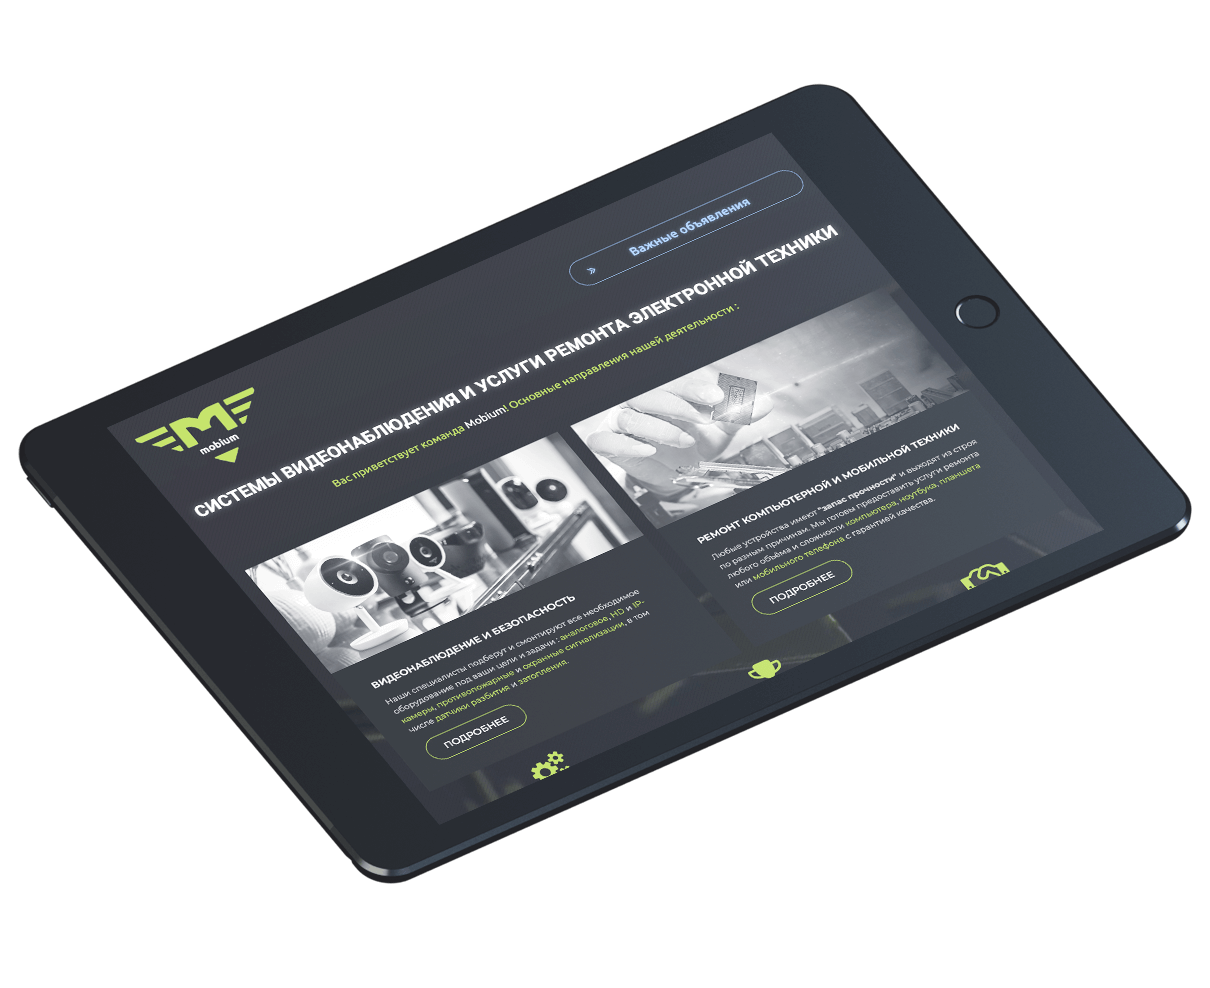 Важные объявления
mobium
СИСТЕМЫ ВИДЕОНАБЛЮДЕНИЯ И УСЛУГИ РЕМОНТА ЭЛЕКТРОННОЙ ТЕХНИКИ
Вас приветствует команда Mobium! Основные направления нашей деятельности :
ВИДЕОНАБЛЮДЕНИЕ И БЕЗОПАСНОСТЬ
Наши специалисты подберут и смонтируют все необходимое
оборудование под ваши цели и задачи : аналоговое, HD и IP-
камеры, противопожарные и охранные сигнализации, в том
числе датчики разбития и затопления.
ПОДРОБНЕЕ
РЕМОНТ КОМПЬЮТЕРНОЙ И МОБИЛЬНОЙ ТЕХНИКИ
Любые устройства имеют "запас прочности" и выходят из строя
по разным причинам. Мы готовы предоставить услуги ремонта
любого объёма и сложности компьютера, ноутбука, планшета
или мобильного телефона с гарантией качества.
ПОДРОБНЕЕ